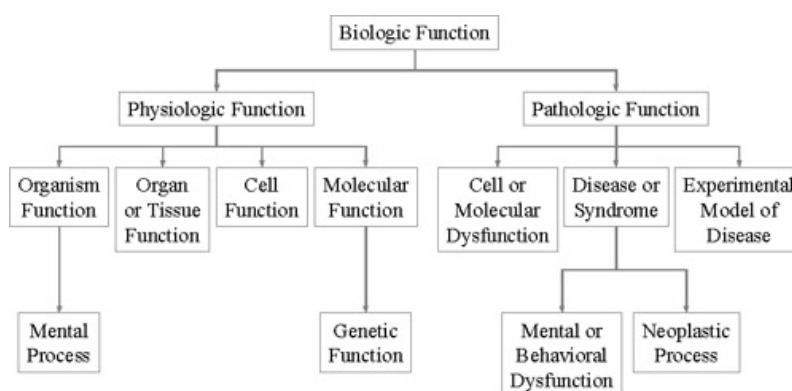 Biologic Function
Physiologic Function
Pathologic Function
Organism
Function
Organ
or Tissue
Function
Cell
Function
Molecular
Function
Cell or
Molecular
Dysfunction
Disease or
Syndrome
Experimental
Model of
Disease
Mental
Process
Genetic
Function
Mental or
Behavioral
Dysfunction
Neoplastic
Process